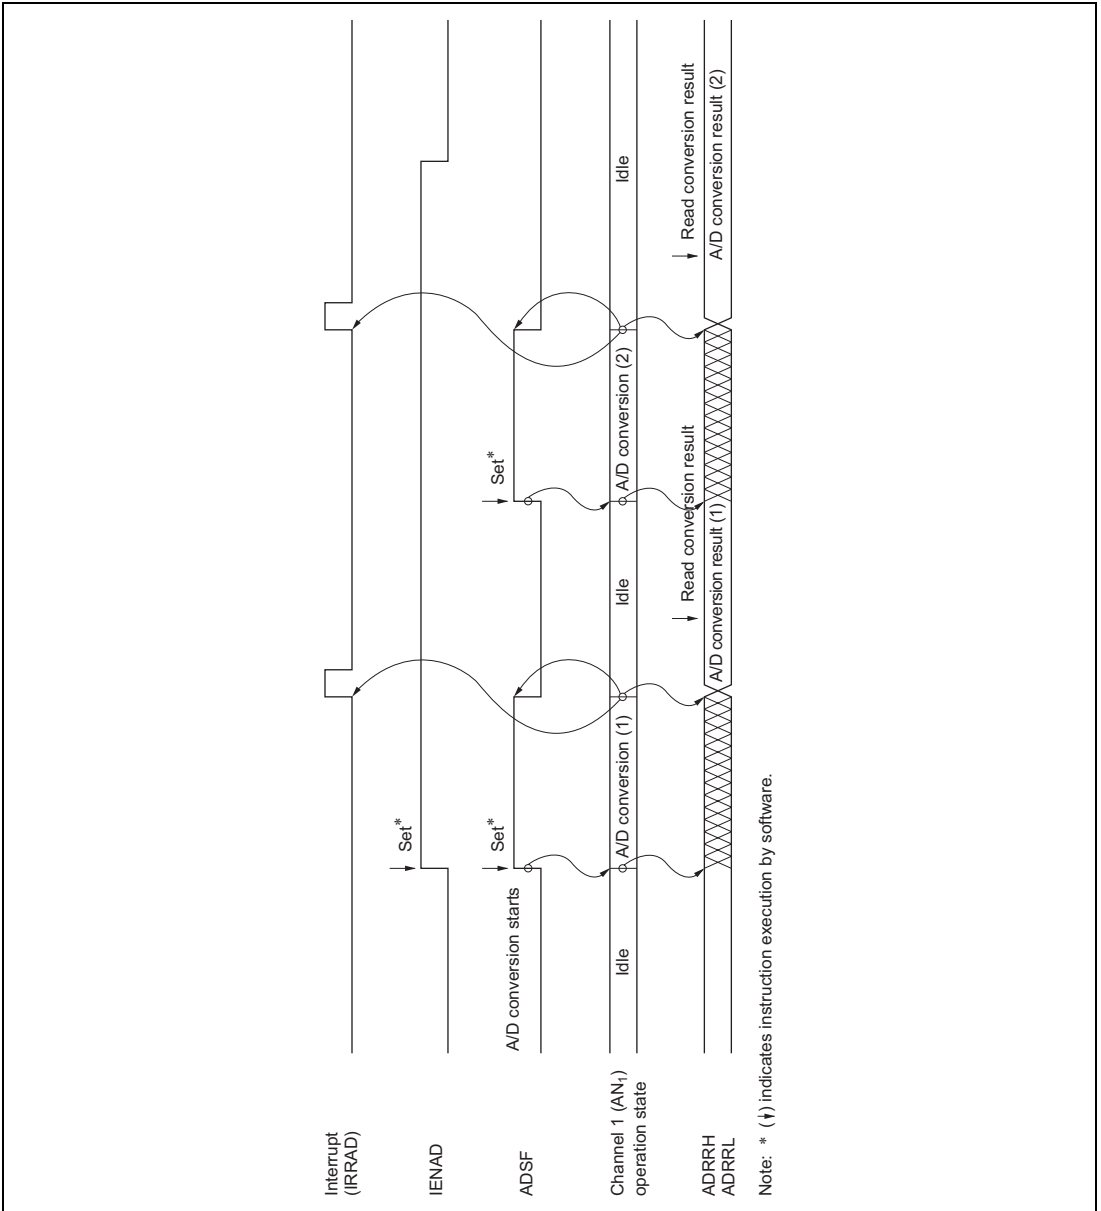 Interrupt
(IRRAD)
IENAD
Set*
ADSF
A/D conversion starts
Set*
Set*
Channel 1 (AN₁)
operation state
Idle
A/D conversion (1)
Idle
A/D conversion (2)
Idle
Read conversion result
Read conversion result
ADRRH
ADRRL
A/D conversion result (1)
A/D conversion result (2)
Note: * (↓) indicates instruction execution by software.